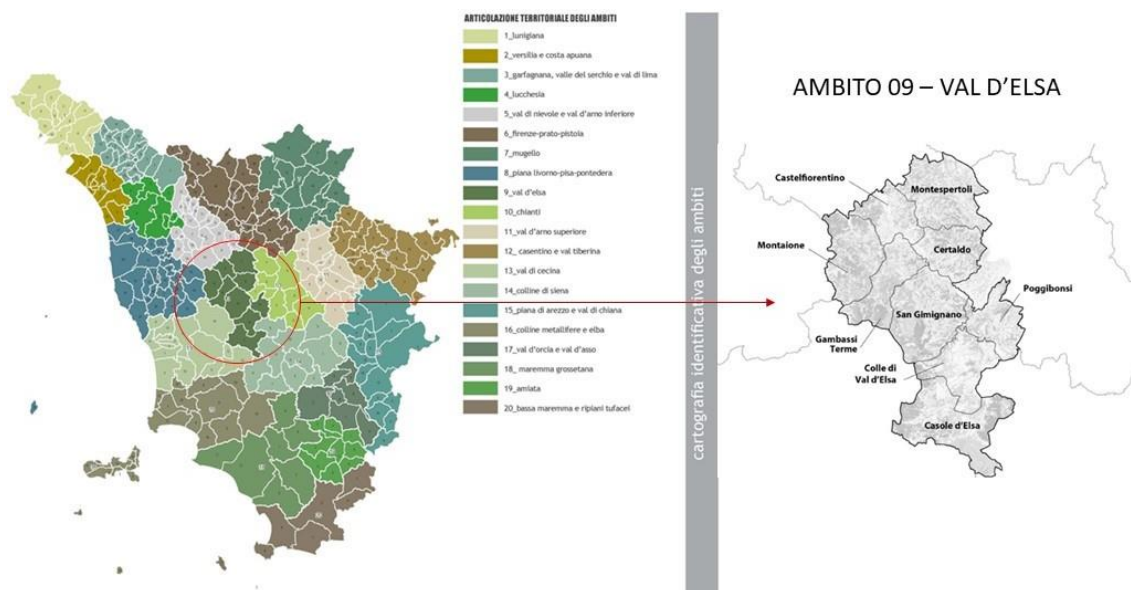 ARTICOLAZIONE TERRITORIALE DEGLI AMBITI
1_lunigiana
2_versilia e costa apuana
3_garfagnana, valle del serchio e val di lima
4_lucchesia
5_val di nievole e val d'arno inferiore
6_firenze-prato-pistoia
7_mugello
8_piana livorno-pisa-pontedera
9_val d'elsa
10_chianti
11_val d'arno superiore
12_ casentino e val tiberina
13_val di cecina
14_colline di siena
15_piana di arezzo e val di chiana
16_colline metallifere e elba
17_val d'orcia e val d'asso
18_ maremma grossetana
19_amiata
20_bassa maremma e ripiani tufacei
cartografia identificativa degli ambiti
AMBITO 09 – VAL D'ELSA
Castelfiorentino
Montespertoli
Montaione
Certaldo
Poggibonsi
San Gimignano
Gambassi
Terme
Colle di
Val d'Elsa
Casole d'Elsa